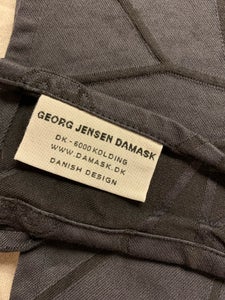 GEORG JENSEN DAMASK
DK - 6000 KOLDING
WWW.DAMASK.DK
DANISH DESIGN